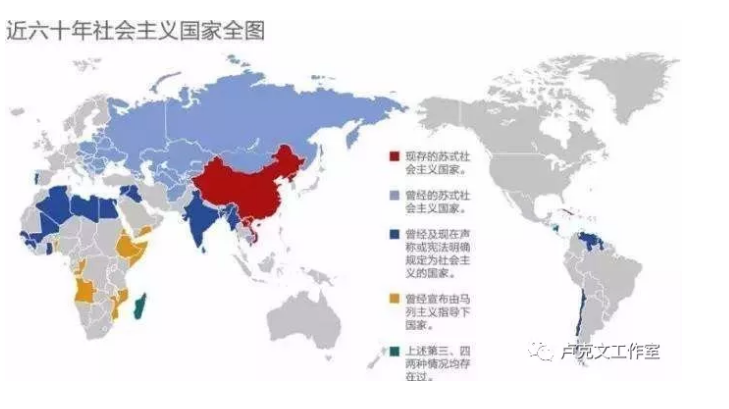 近六十年社会主义国家全图
现存的苏式社
会主义国家。
曾经的苏式社
会主义国家。
曾经及现在声
称或宪法明确
规定为社会主
义的国家。
曾经宣布由马
列主义指导下
国家。
上述第三、四
两种情况均存
在过。
卢克文工作室